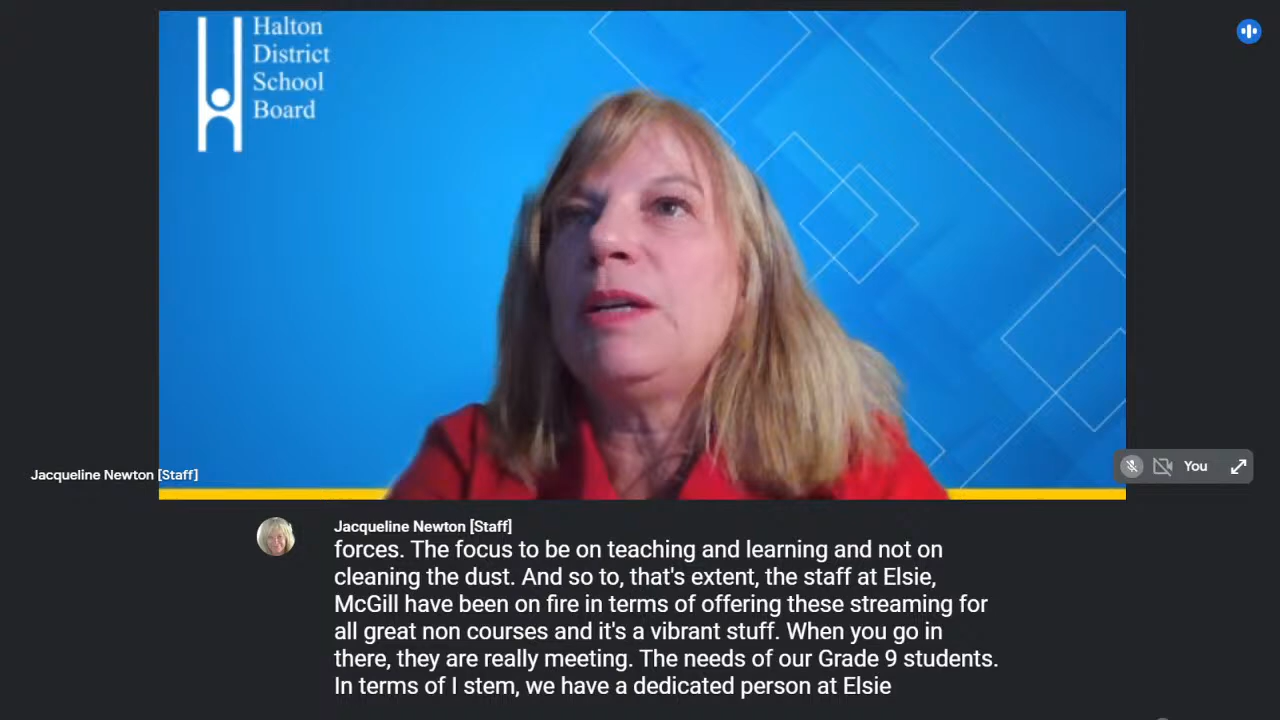 Halton
District
School
Board
Jacqueline Newton [Staff]
You
Jacqueline Newton [Staff]
forces. The focus to be on teaching and learning and not on
cleaning the dust. And so to, that's extent, the staff at Elsie,
McGill have been on fire in terms of offering these streaming for
all great non courses and it's a vibrant stuff. When you go in
there, they are really meeting. The needs of our Grade 9 students.
In terms of I stem, we have a dedicated person at Elsie